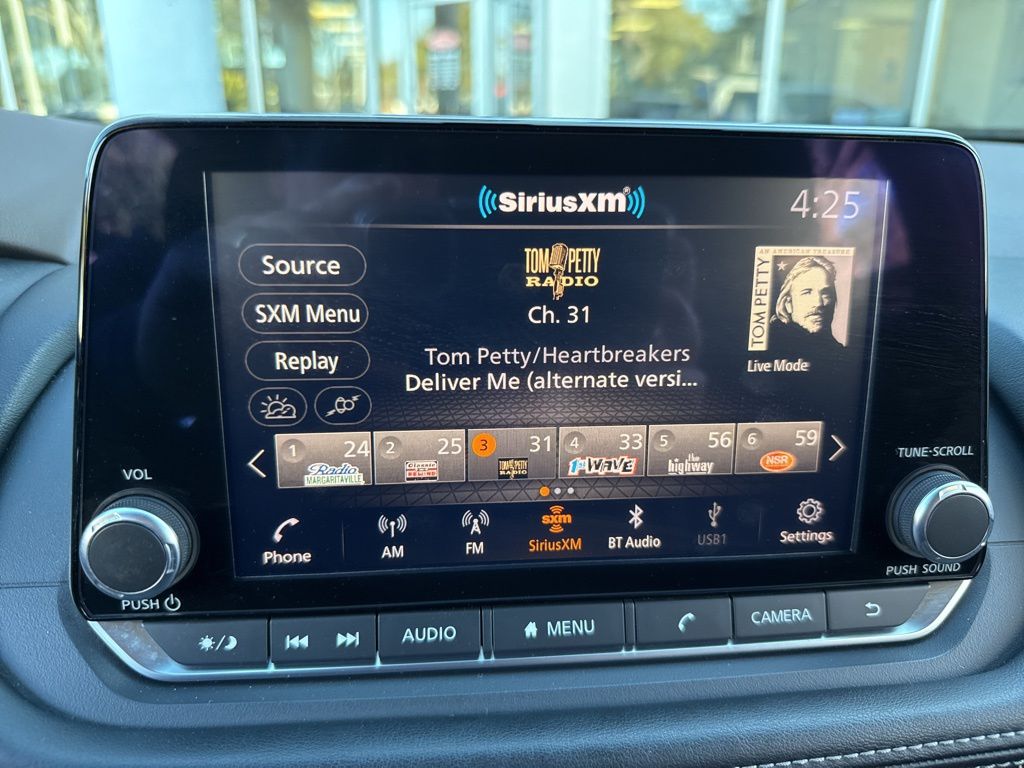 SiriusXM®
4:25
Source
SXM Menu
Replay
TOM PETTY
RADIO
Ch. 31
Tom Petty/Heartbreakers
Deliver Me (alternate versi...
AN AMERICAN TREASURE
TOM PETTY
Live Mode
1 24
Radio
MARGARITAVILLE
2 25
Classic
REWIND
3 31
TOM PETTY
RADIO
4 33
1st WAVE
5 56
the
highway
6 59
NSR
Phone
AM
FM
sxm
SiriusXM
BT Audio
USB1
Settings
VOL
PUSH
TUNE·SCROLL
PUSH SOUND
AUDIO
MENU
CAMERA